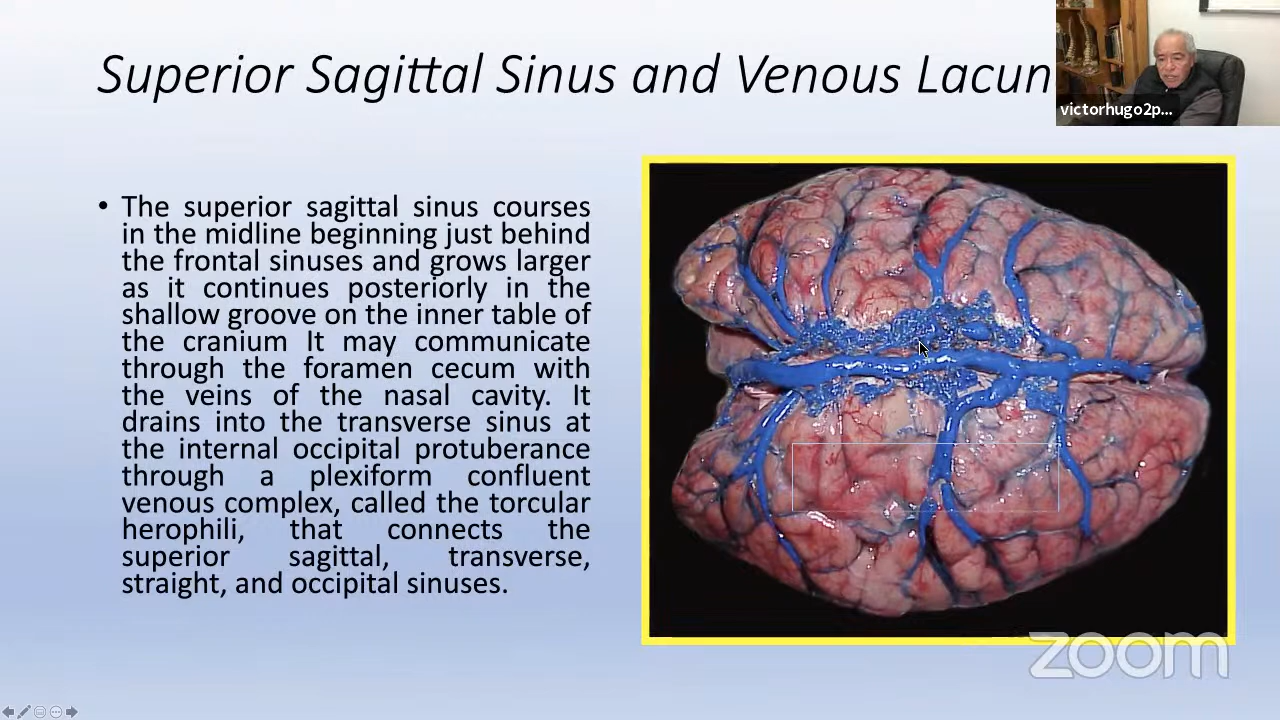 Superior Sagittal Sinus and Venous Lacun
victorhugo2p...
• The superior sagittal sinus courses
in the midline beginning just behind
the frontal sinuses and grows larger
as it continues posteriorly in the
shallow groove on the inner table of
the cranium It may communicate
through the foramen cecum with
the veins of the nasal cavity. It
drains into the transverse sinus at
the internal occipital protuberance
through a plexiform confluent
venous complex, called the torcular
herophili, that connects the
superior sagittal, transverse,
straight, and occipital sinuses.
zoom